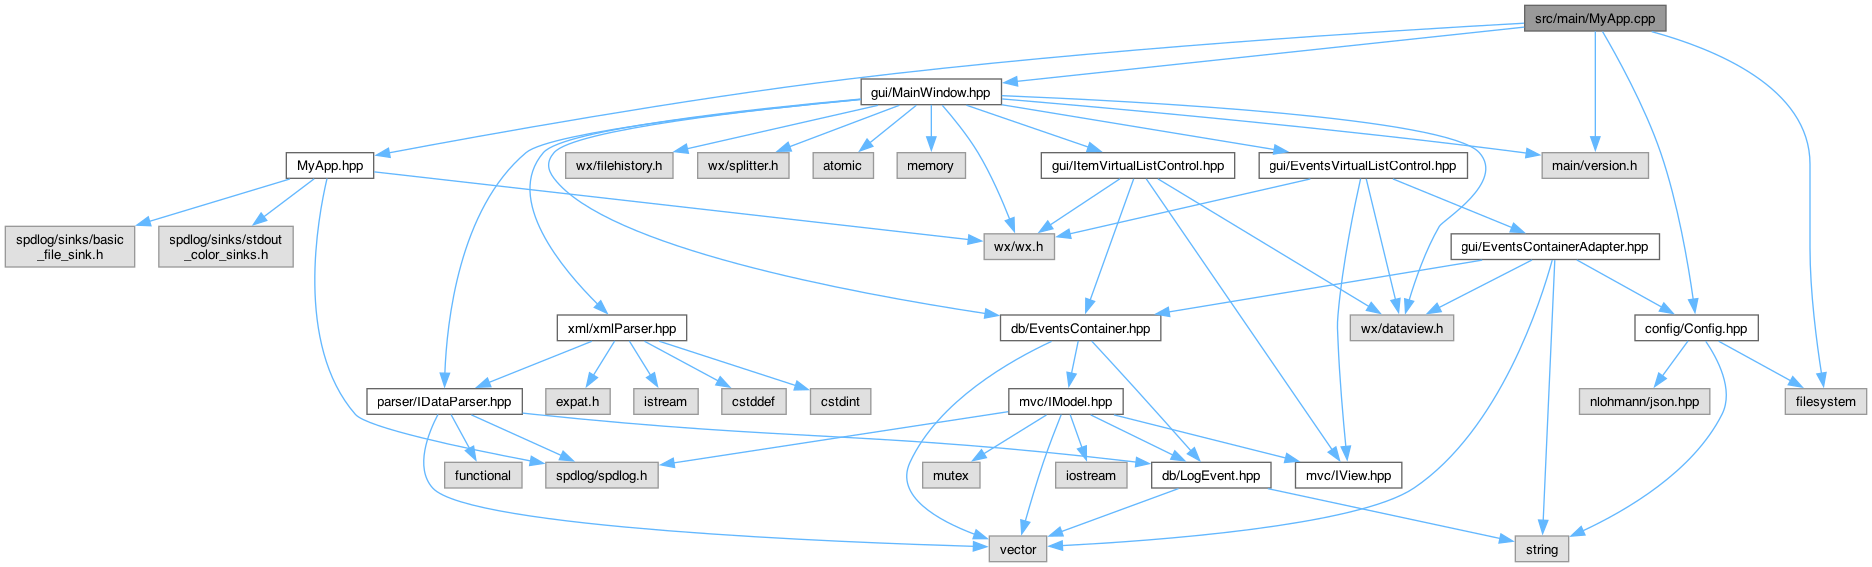 src/main/MyApp.cpp
gui/MainWindow.hpp
MyApp.hpp
wx/filehistory.h
wx/splitter.h
atomic
memory
gui/ItemVirtualListControl.hpp
gui/EventsVirtualListControl.hpp
main/version.h
spdlog/sinks/basic
_file_sink.h
spdlog/sinks/stdout
_color_sinks.h
wx/wx.h
gui/EventsContainerAdapter.hpp
xml/xmlParser.hpp
db/EventsContainer.hpp
wx/dataview.h
config/Config.hpp
parser/IDataParser.hpp
expat.h
istream
cstddef
cstdint
mvc/IModel.hpp
nlohmann/json.hpp
filesystem
functional
spdlog/spdlog.h
mutex
iostream
db/LogEvent.hpp
mvc/IView.hpp
vector
string